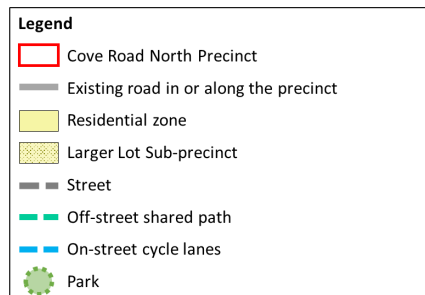 Legend
Cove Road North Precinct
Existing road in or along the precinct
Residential zone
Larger Lot Sub-precinct
Street
Off-street shared path
On-street cycle lanes
Park